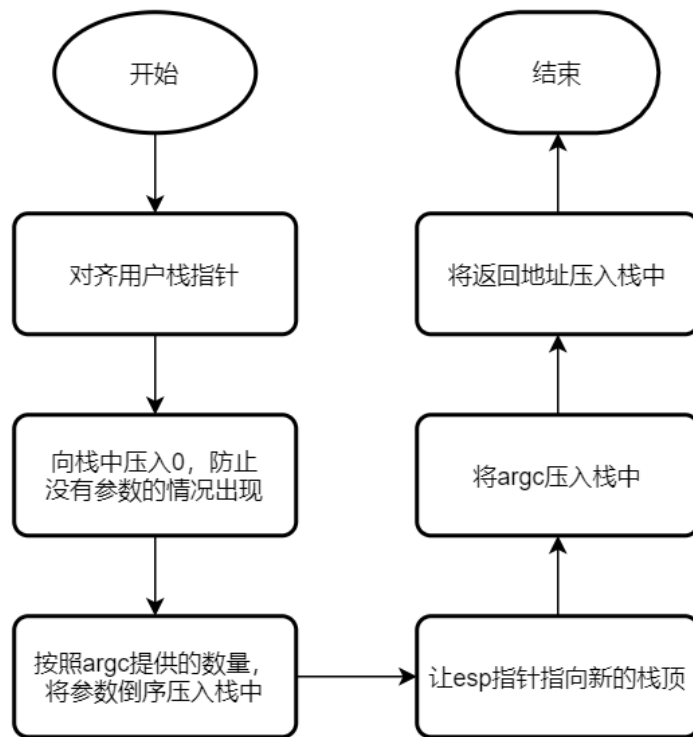 开始
对齐用户栈指针
向栈中压入0，防止
没有参数的情况出现
按照argc提供的数量，
将参数倒序压入栈中
让esp指针指向新的栈顶
将argc压入栈中
将返回地址压入栈中
结束